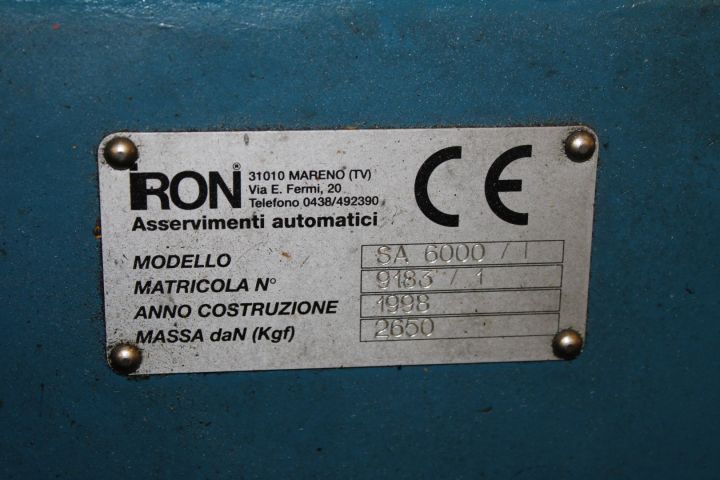 IRON®
31010 MARENO (TV)
Via E. Fermi, 20
Telefono 0438/492390
Asservimenti automatici
CE
MODELLO SA 6000 / I
MATRICOLA N° 9183 / 1
ANNO COSTRUZIONE 1998
MASSA daN (Kgf) 2650